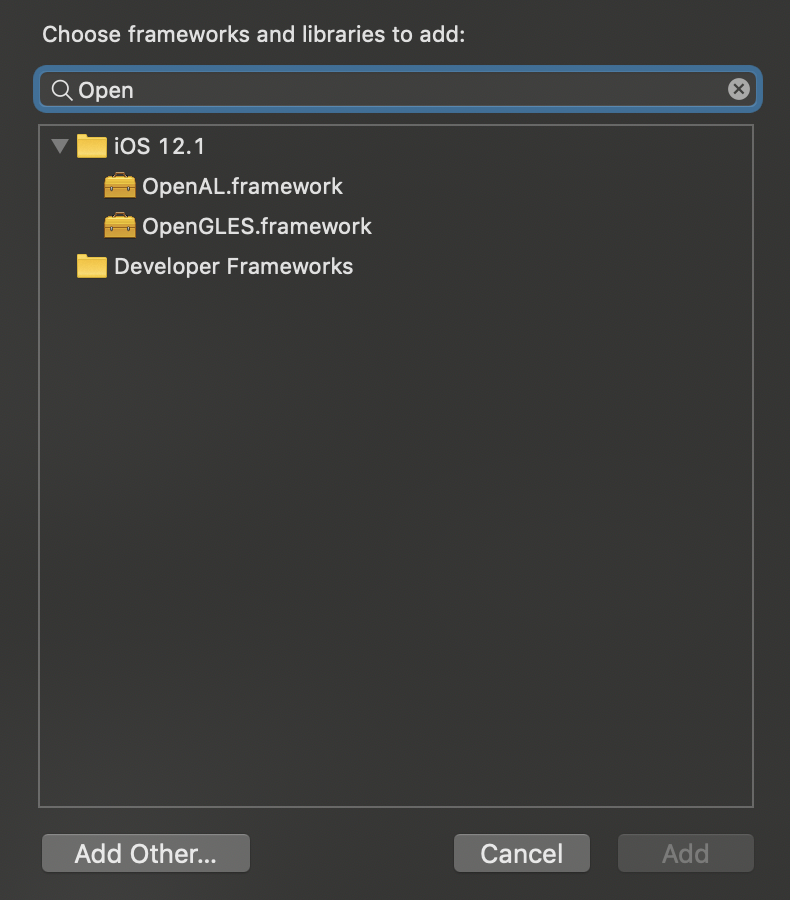 Choose frameworks and libraries to add:
Open
iOS 12.1
OpenAL.framework
OpenGLES.framework
Developer Frameworks
Add Other... Cancel Add